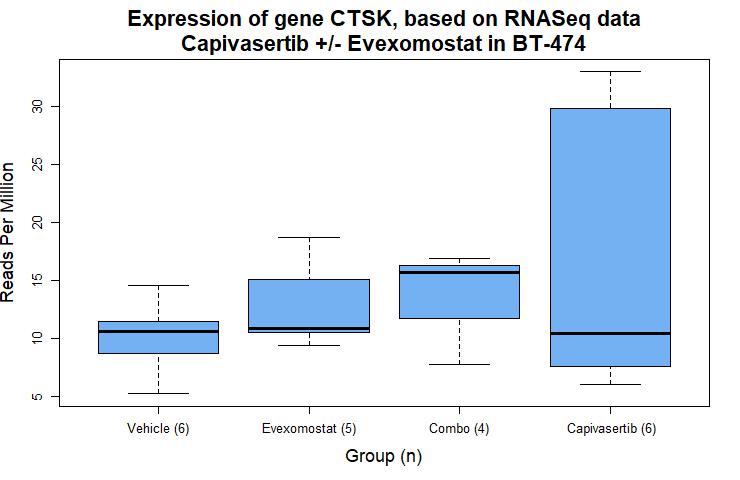 Expression of gene CTSK, based on RNASeq data
Capivasertib +/- Evexomostat in BT-474
Reads Per Million
30
25
20
15
10
5
Vehicle (6)
Evexomostat (5)
Combo (4)
Capivasertib (6)
Group (n)